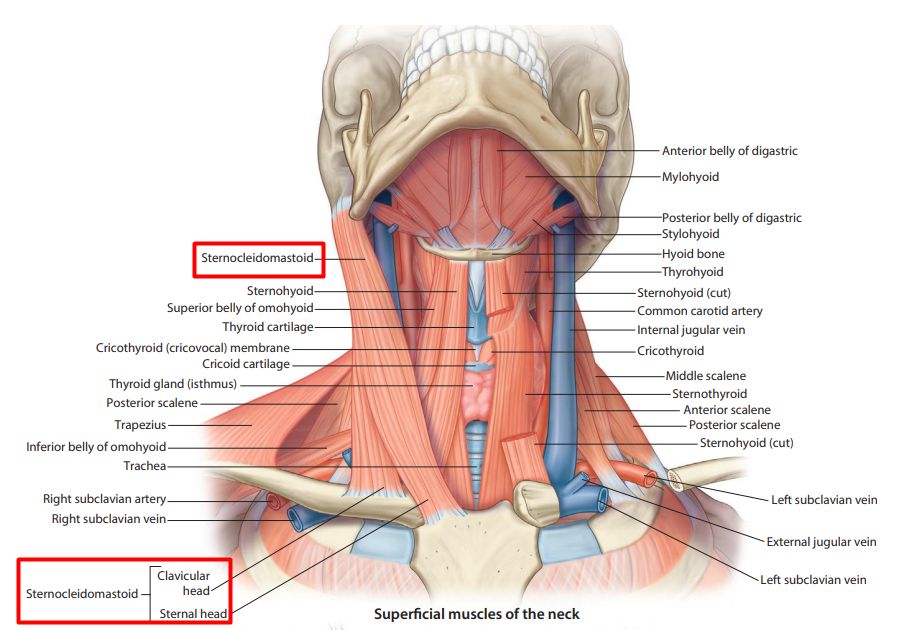 Sternocleidomastoid
Sternohyoid
Superior belly of omohyoid
Thyroid cartilage
Cricothyroid (cricovocal) membrane
Cricoid cartilage
Thyroid gland (isthmus)
Posterior scalene
Trapezius
Inferior belly of omohyoid
Trachea
Right subclavian artery
Right subclavian vein
Sternocleidomastoid
Clavicular
head
Sternal head
Anterior belly of digastric
Mylohyoid
Posterior belly of digastric
Stylohyoid
Hyoid bone
Thyrohyoid
Sternohyoid (cut)
Common carotid artery
Internal jugular vein
Cricothyroid
Middle scalene
Sternothyroid
Anterior scalene
Posterior scalene
Sternohyoid (cut)
Left subclavian vein
External jugular vein
Left subclavian vein
Superficial muscles of the neck